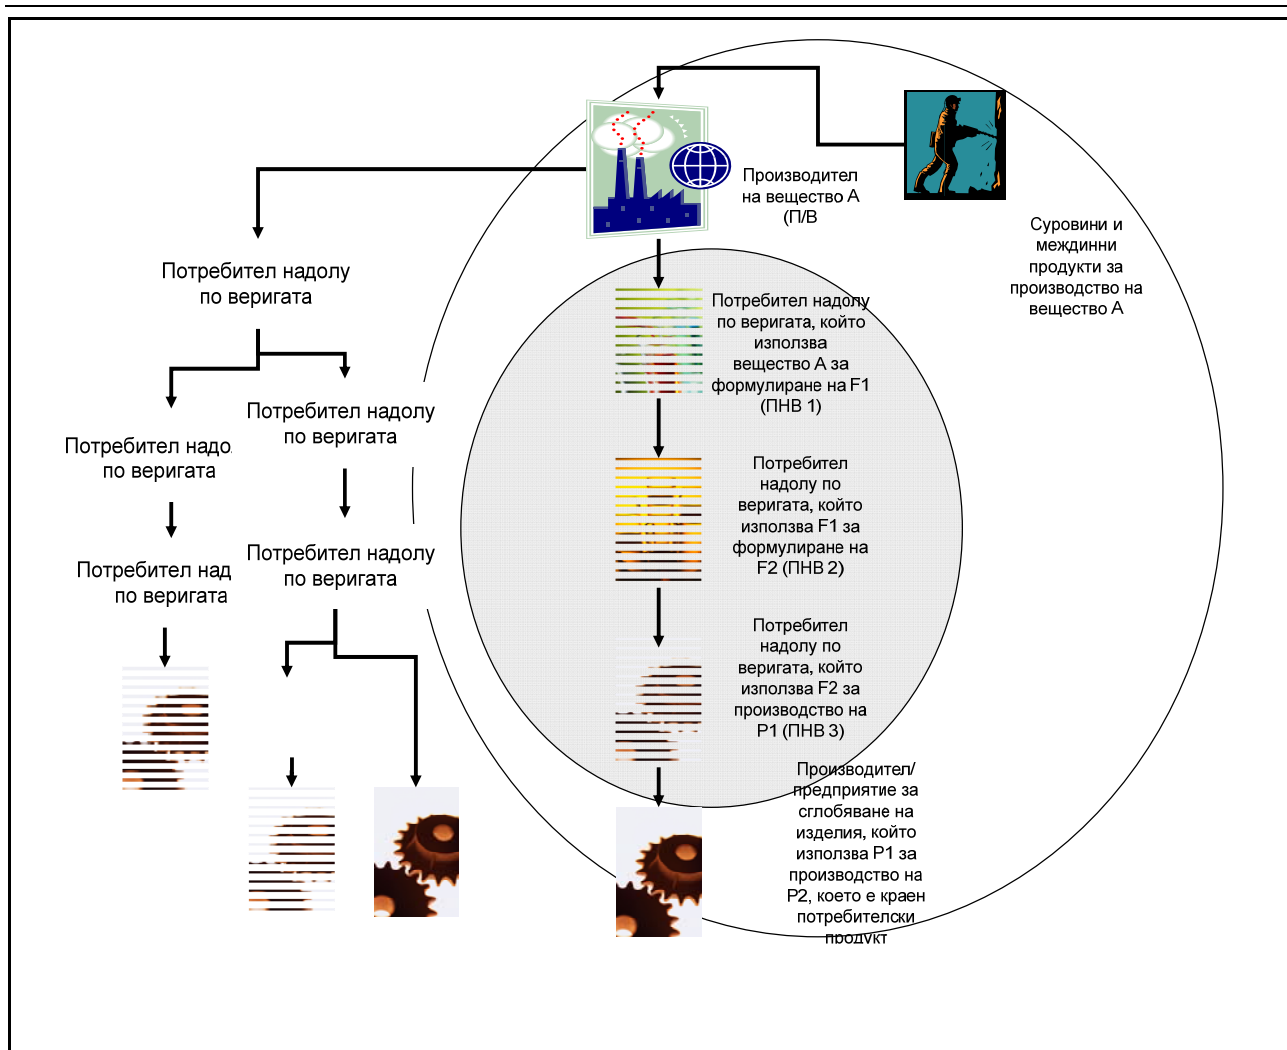 Производител
на вещество А
(П/В
Суровини и
междинни
продукти за
производство на
вещество А
Потребител надолу
по веригата
Потребител надолу
по веригата, който
използва
вещество А за
формулиране на F1
(ПНВ 1)
Потребител надолу
по веригата
Потребител надо
по веригата
Потребител
надолу по
веригата, който
използва F1 за
формулиране на
F2 (ПНВ 2)
Потребител надолу
по веригата
Потребител над
по веригата
Потребител
надолу по
веригата, който
използва F2 за
производство на
P1 (ПНВ 3)
Производител/
предприятие за
сглобяване на
изделия, който
използва P1 за
производство на
P2, което е краен
потребителски
продукт